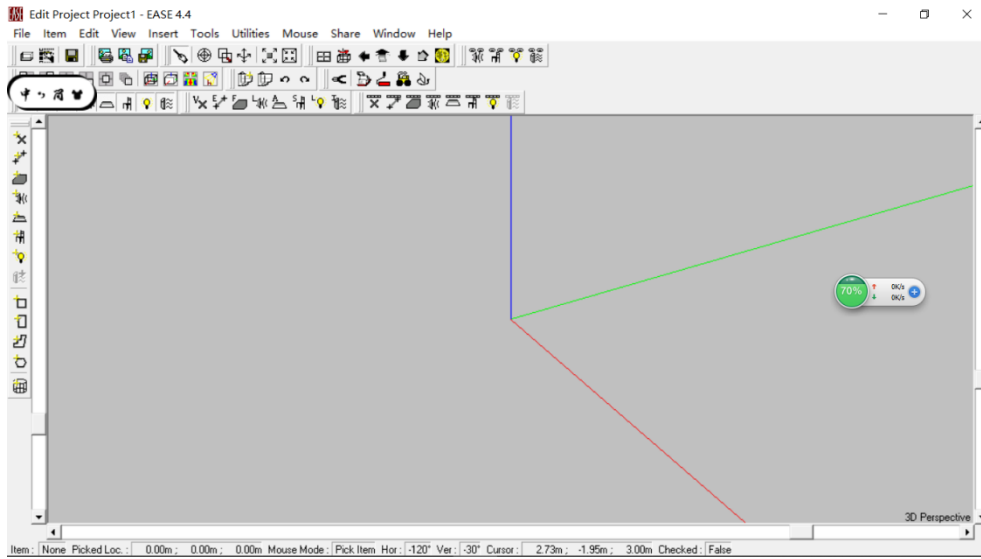 Edit Project Project1 - EASE 4.4
File Item Edit View Insert Tools Utilities Mouse Share Window Help
中 简
70% 0K/s
0K/s
3D Perspective
Item : None Picked Loc. : 0.00m ; 0.00m ; 0.00m Mouse Mode : Pick Item Hor : -120° Ver : -30° Cursor : 2.73m ; -1.95m ; 3.00m Checked : False